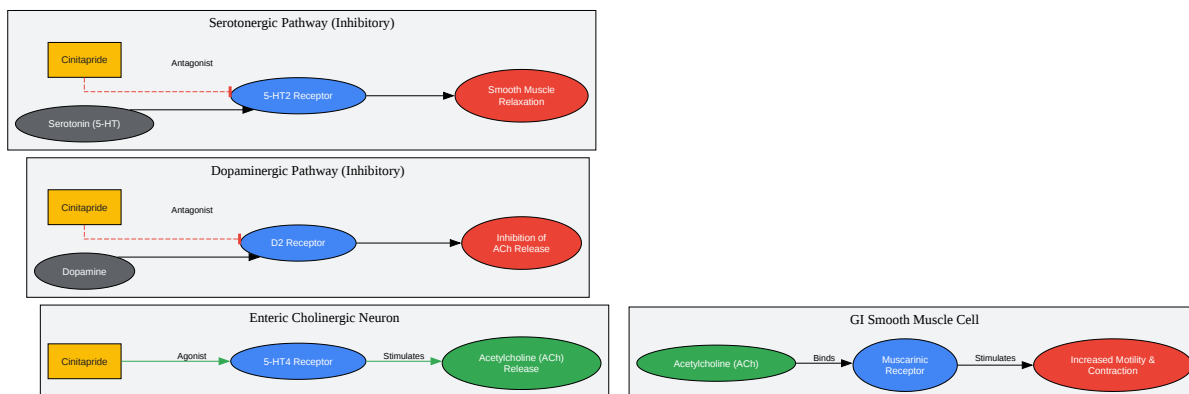 Serotonergic Pathway (Inhibitory)
Cinitapride
Antagonist
5-HT2 Receptor
Smooth Muscle
Relaxation
Serotonin (5-HT)
Dopaminergic Pathway (Inhibitory)
Cinitapride
Antagonist
D2 Receptor
Inhibition of
ACh Release
Dopamine
Enteric Cholinergic Neuron
Cinitapride
Agonist
5-HT4 Receptor
Stimulates
Acetylcholine (ACh)
Release
GI Smooth Muscle Cell
Acetylcholine (ACh)
Binds
Muscarinic
Receptor
Stimulates
Increased Motility &
Contraction